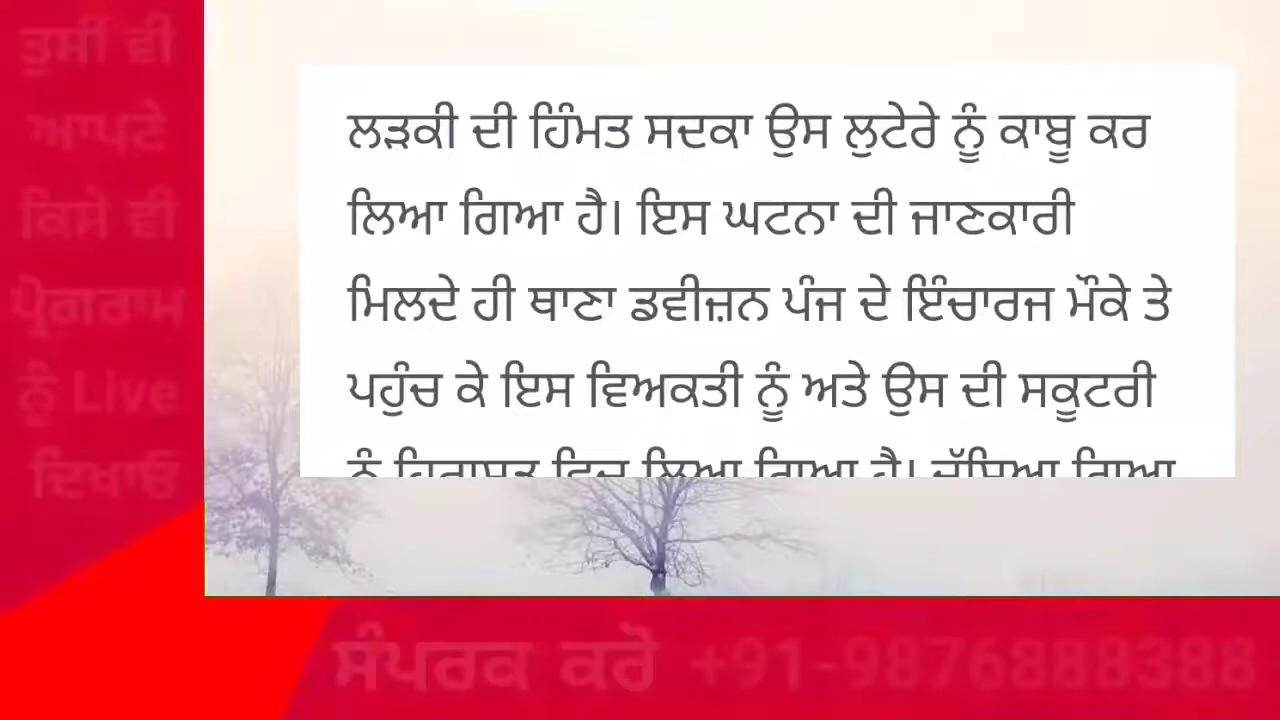 ਤੁਸੀਂ ਵੀ
ਆਪਣੇ
ਕਿਸੇ ਵੀ
ਪ੍ਰੋਗਰਾਮ
ਨੂੰ Live
ਦਿਖਾਓ
ਲੜਕੀ ਦੀ ਹਿੰਮਤ ਸਦਕਾ ਉਸ ਲੁਟੇਰੇ ਨੂੰ ਕਾਬੂ ਕਰ
ਲਿਆ ਗਿਆ ਹੈ। ਇਸ ਘਟਨਾ ਦੀ ਜਾਣਕਾਰੀ
ਮਿਲਦੇ ਹੀ ਥਾਣਾ ਡਵੀਜ਼ਨ ਪੰਜ ਦੇ ਇੰਚਾਰਜ ਮੌਕੇ ਤੇ
ਪਹੁੰਚ ਕੇ ਇਸ ਵਿਅਕਤੀ ਨੂੰ ਅਤੇ ਉਸ ਦੀ ਸਕੂਟਰੀ
ਸੰਪਰਕ ਕਰੋ +91-9876888388